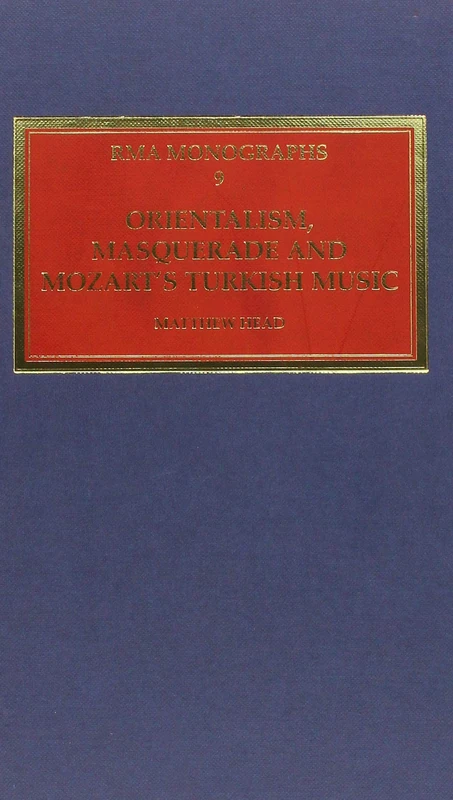 RMA MONOGRAPHS
9
ORIENTALISM,
MASQUERADE AND
MOZART'S TURKISH MUSIC
MATTHEW HEAD